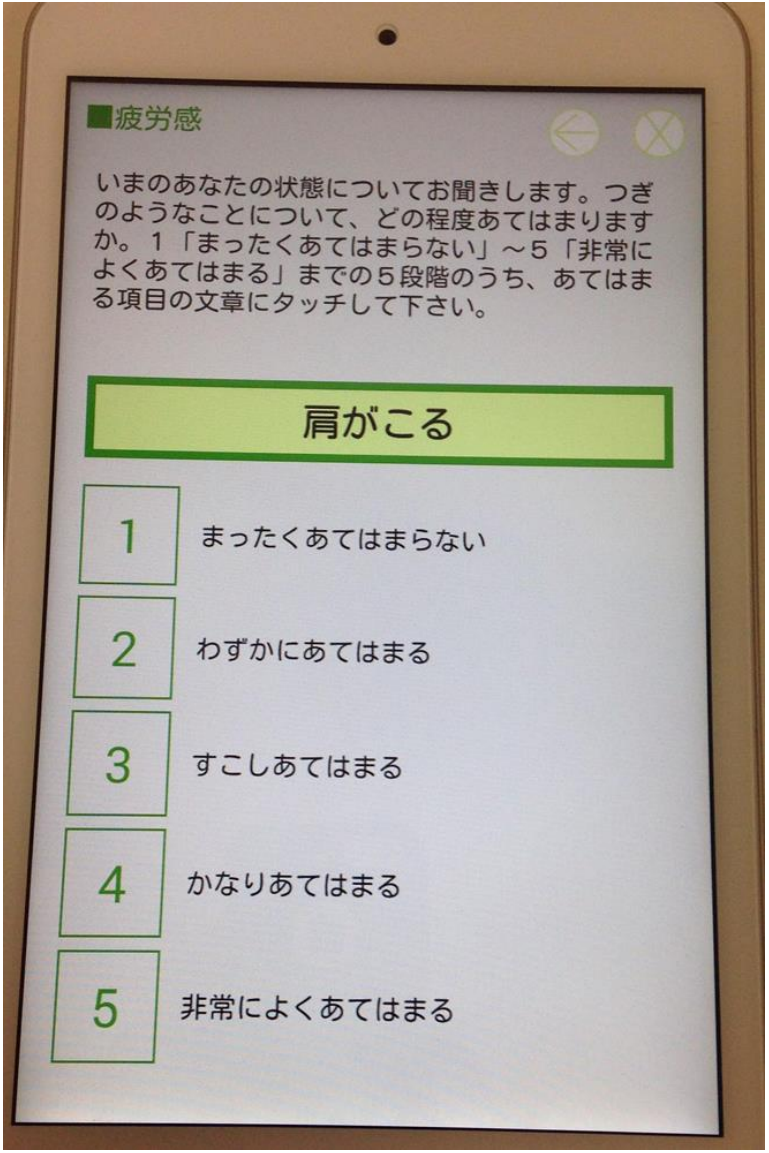 ■疲労感
いまのあなたの状態についてお聞きします。つぎ
のようなことについて、どの程度あてはまります
か。1「まったくあてはまらない」～5「非常に
よくあてはまる」までの5段階のうち、あてはま
る項目の文章にタッチして下さい。
肩がこる
1 まったくあてはまらない
2 わずかにあてはまる
3 すこしあてはまる
4 かなりあてはまる
5 非常によくあてはまる